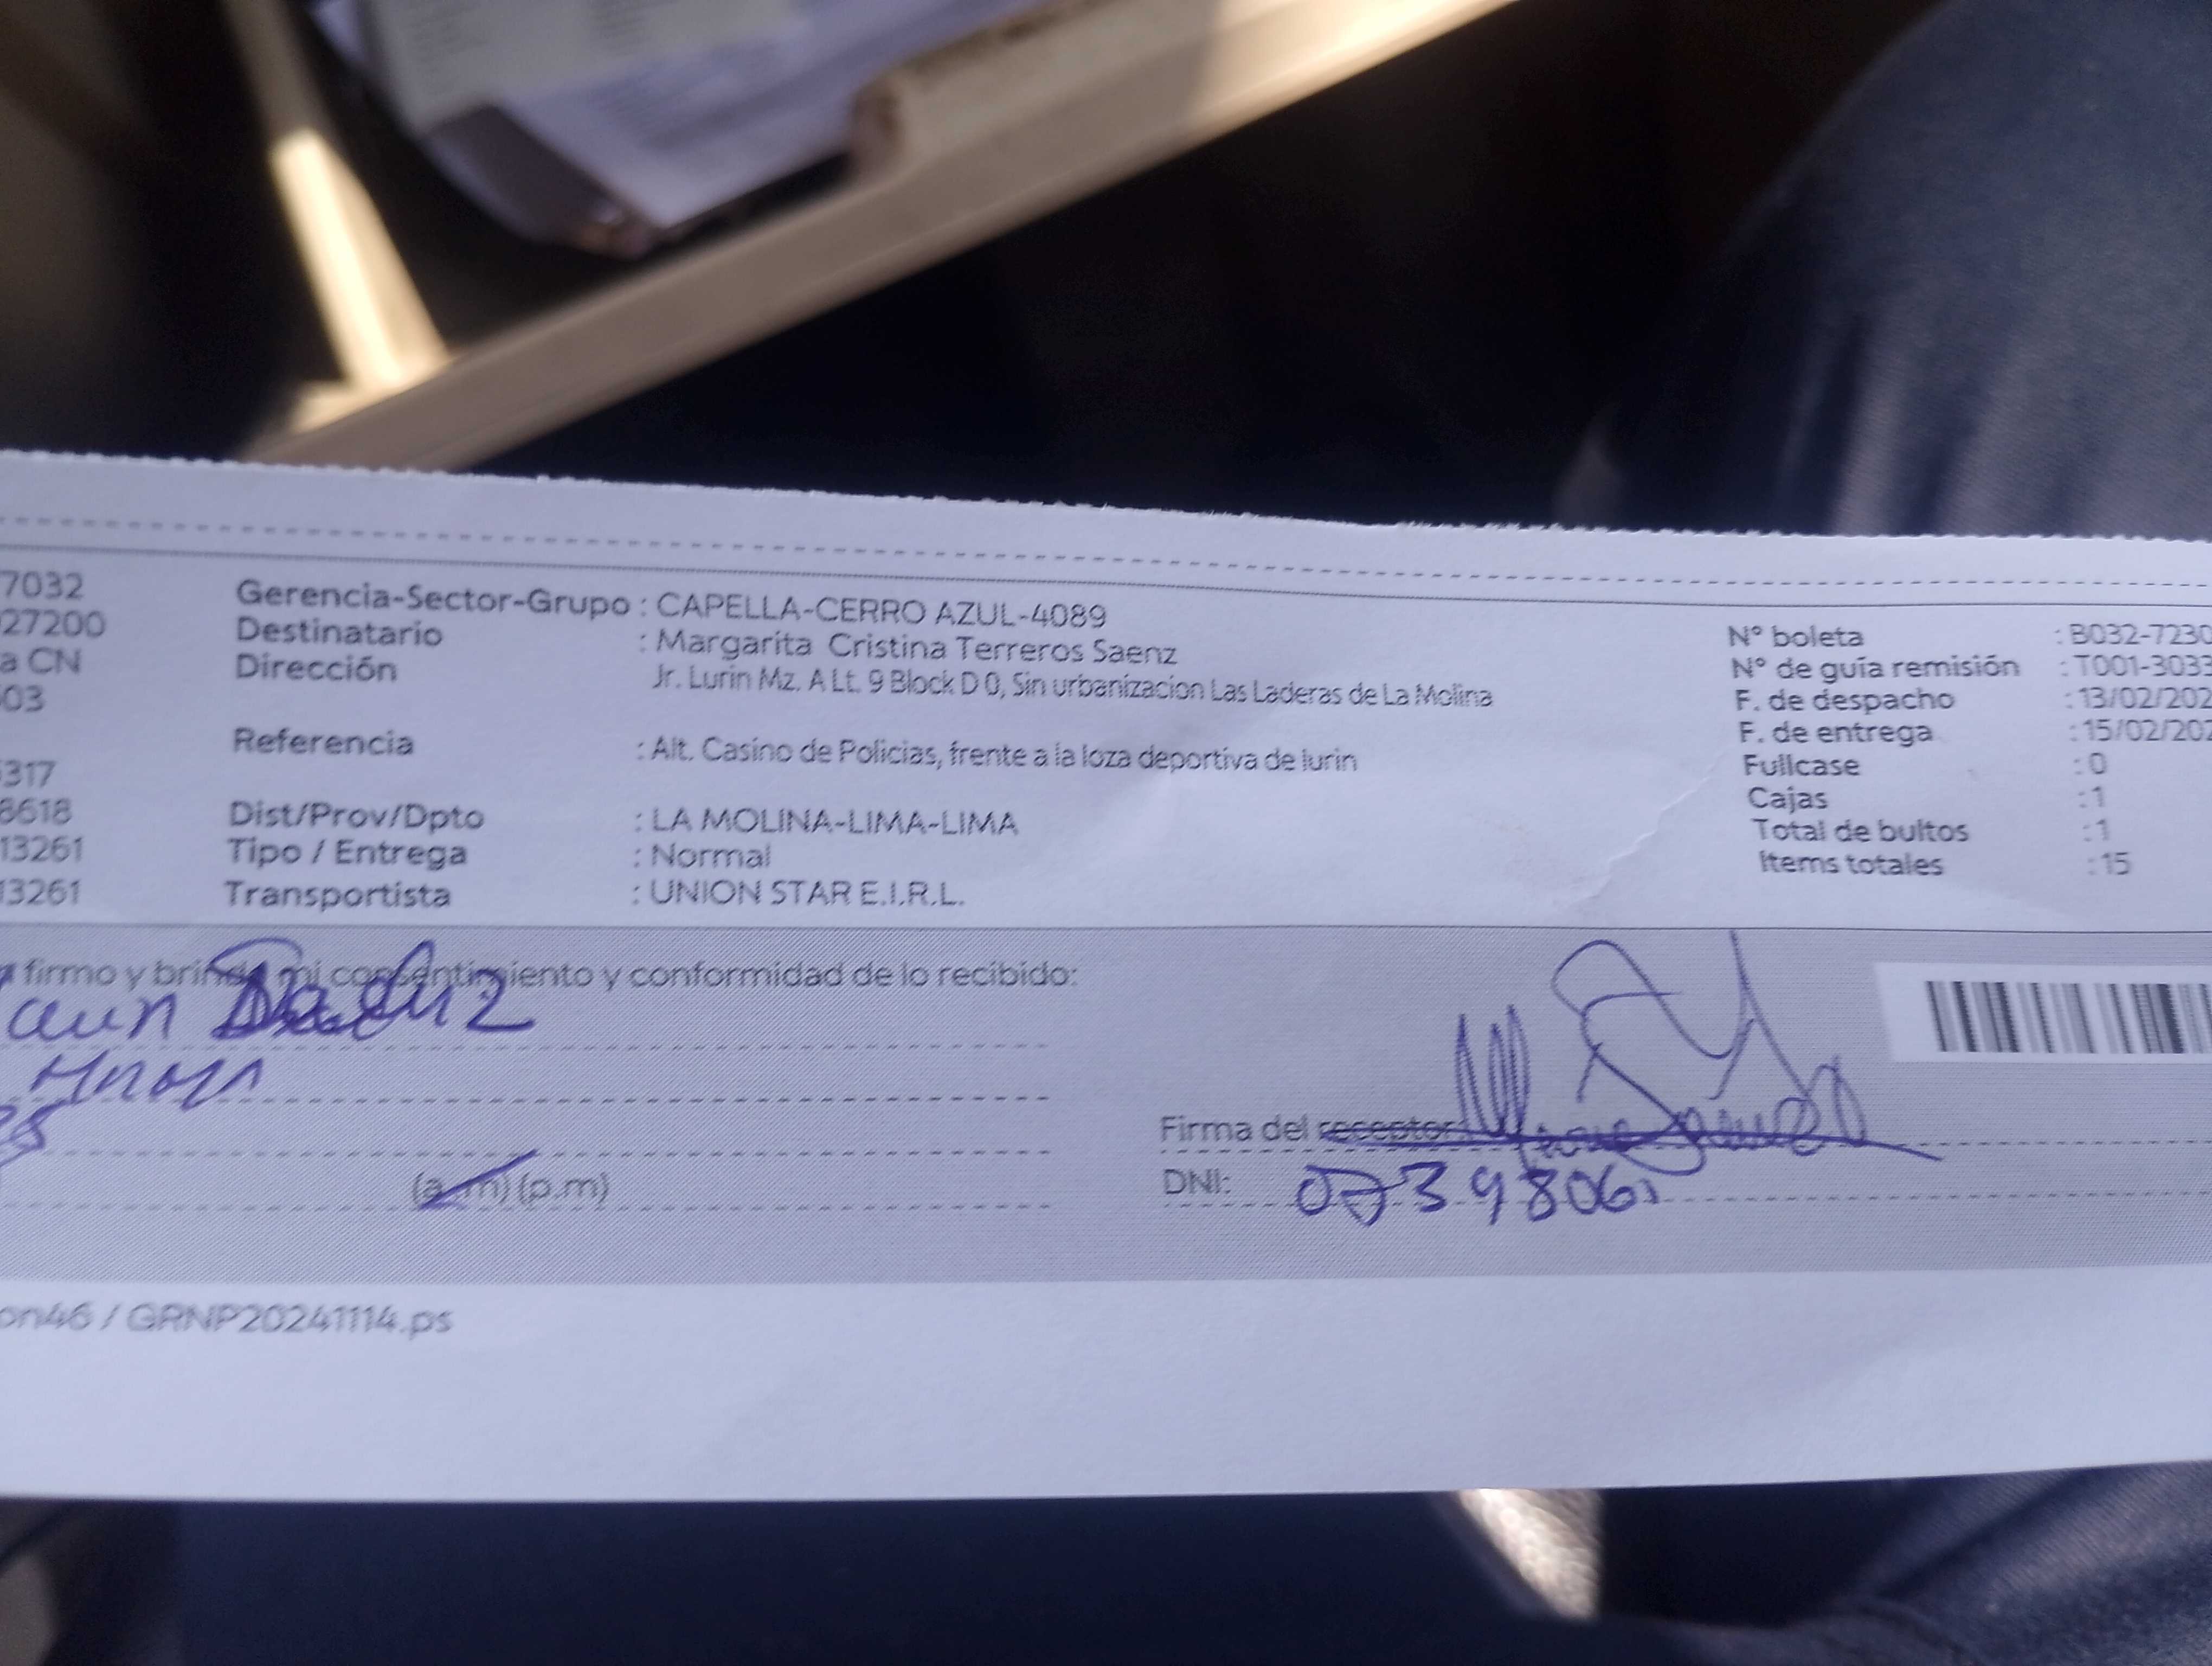 7032 Gerencia-Sector-Grupo : CAPELLA-CERRO AZUL-4089
27200 Destinatario : Margarita Cristina Terreros Saenz
a CN Dirección Jr. Lurin Mz. A Lt. 9 Block D 0, Sin urbanizacion Las Laderas de La Molina
03
Referencia : Alt. Casino de Policias, frente a la loza deportiva de lurin
317
8618 Dist/Prov/Dpto : LA MOLINA-LIMA-LIMA
13261 Tipo / Entrega : Normal
13261 Transportista : UNION STAR E.I.R.L.
N° boleta : B032-7230
N° de guía remisión : T001-3033
F. de despacho : 13/02/202
F. de entrega : 15/02/202
Fullcase : 0
Cajas : 1
Total de bultos : 1
Items totales : 15
firmo y brindo mi consentimiento y conformidad de lo recibido:
(a.m) (p.m)
Firma del receptor:
DNI: 07398061
on46 / GRNP20241114.ps